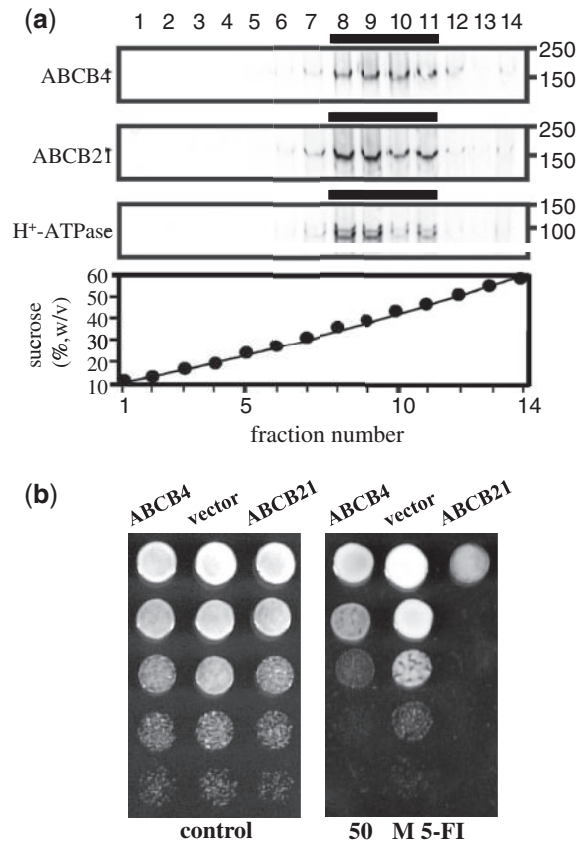 (a) 1 2 3 4 5 6 7 8 9 10 11 12 13 14
250
ABCB4
150
250
ABCB21
150
150
H+-ATPase
100
60
50
40
30
20
10
sucrose
(%,w/v)
1 5 10 14
fraction number
(b)
ABCB4 vector ABCB21
ABCB4 vector ABCB21
control
50 M 5-FI